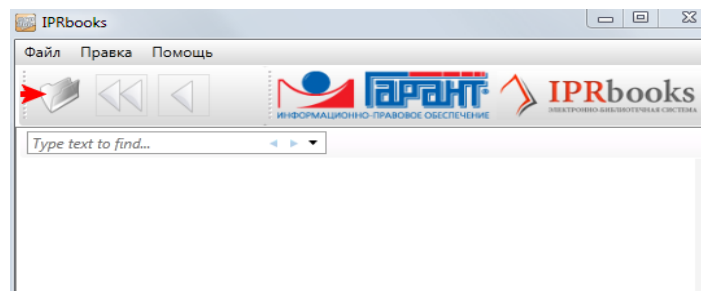 IPRbooks
Файл Правка Помощь
ГАРАНТ
ИНФОРМАЦИОННО-ПРАВОВОЕ ОБЕСПЕЧЕНИЕ
IPRbooks
ЭЛЕКТРОННО-БИБЛИОТЕЧНАЯ СИСТЕМА
Type text to find...